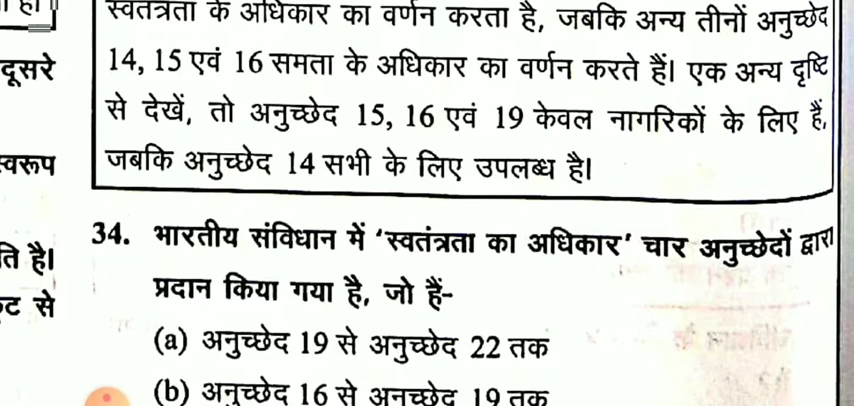 दूसरे
स्वरूप
ति है।
ट से
स्वतंत्रता के अधिकार का वर्णन करता है, जबकि अन्य तीनों अनुच्छेद
14, 15 एवं 16 समता के अधिकार का वर्णन करते हैं। एक अन्य दृष्टि
से देखें, तो अनुच्छेद 15, 16 एवं 19 केवल नागरिकों के लिए हैं,
जबकि अनुच्छेद 14 सभी के लिए उपलब्ध है।
34. भारतीय संविधान में ‘स्वतंत्रता का अधिकार’ चार अनुच्छेदों द्वारा
प्रदान किया गया है, जो हैं-
(a) अनुच्छेद 19 से अनुच्छेद 22 तक
(b) अनुच्छेद 16 से अनुच्छेद 19 तक